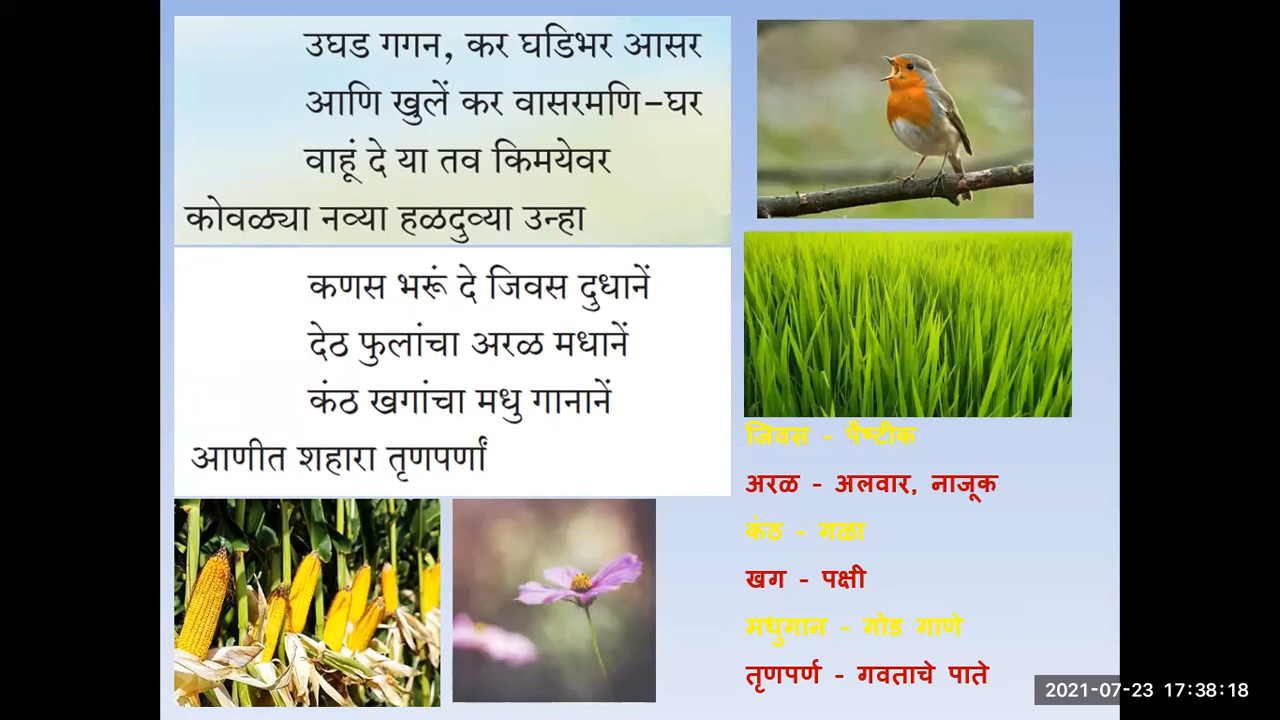 उघड गगन, कर घडिभर आसर
आणि खुलें कर वासरमणि-घर
वाहूं दे या तव किमयेवर
कोवळ्या नव्या हळदुव्या उन्हा
कणस भरूं दे जिवस दुधानें
देठ फुलांचा अरळ मधानें
कंठ खगांचा मधु गानानें
आणीत शहारा तृणपर्णां
जिवस - पैष्टीक
अरळ - अलवार, नाजूक
कंठ - गळा
खग - पक्षी
मधुगान - गोड गाणे
तृणपर्ण - गवताचे पाते
2021-07-23 17:38:18